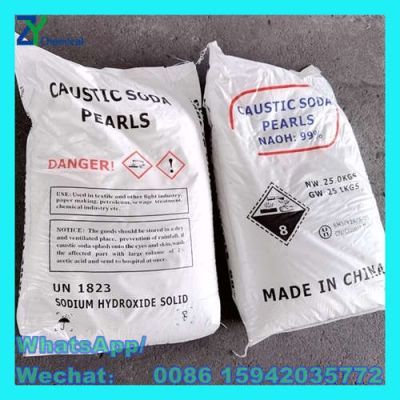 ZY Chemical
CAUSTIC SODA
PEARLS
DANGER!
USE: Used in textile and other fight industry,
paper making, petroleum, sewage treatment,
chemical industry etc.
NOTICE: The goods should be stored in a dry
and ventilated place, prevention of rainfall, if
caustic soda splash onto the eyes and skin, wash
the affected part with large volume of 2%
acetic acid and send to hospital at once.
UN 1823
SODIUM HYDROXIDE SOLID
CAUSTIC SODA
PEARLS
NAOH: 99%
NW. 25.0KGS
GW. 25.1KGS
8
MADE IN CHINA
WhatsApp/
Wechat: 0086 15942035772